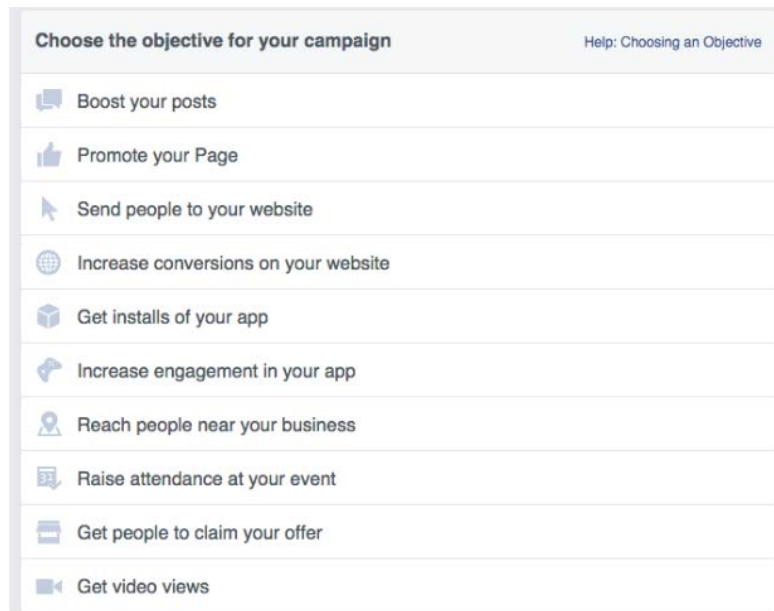 Choose the objective for your campaign
Help: Choosing an Objective
Boost your posts
Promote your Page
Send people to your website
Increase conversions on your website
Get installs of your app
Increase engagement in your app
Reach people near your business
Raise attendance at your event
Get people to claim your offer
Get video views